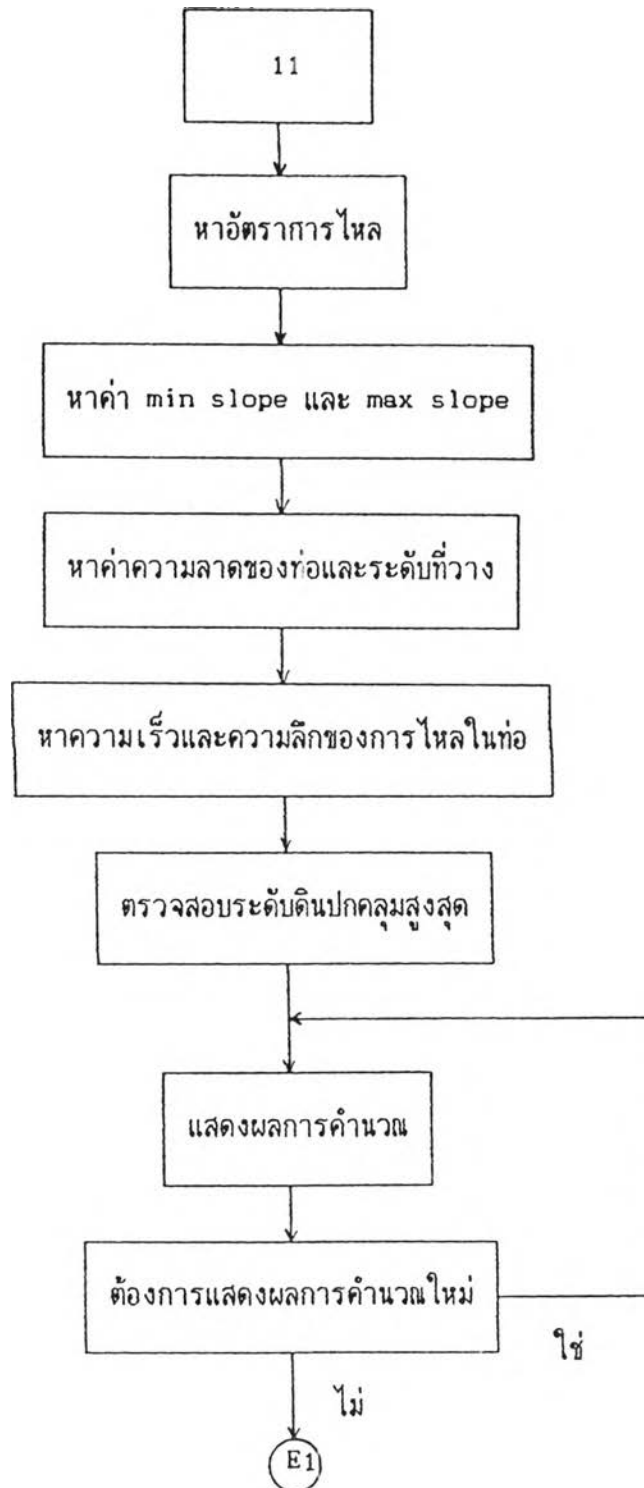 11
หาอัตราการไหล
หาค่า min slope และ max slope
หาค่าความลาดของท่อและระดับที่วาง
หาความเร็วและความลึกของการไหลในท่อ
ตรวจสอบระดับดินปกคลุมสูงสุด
แสดงผลการคำนวณ
ต้องการแสดงผลการคำนวณใหม่
ใช่
ไม่
E1